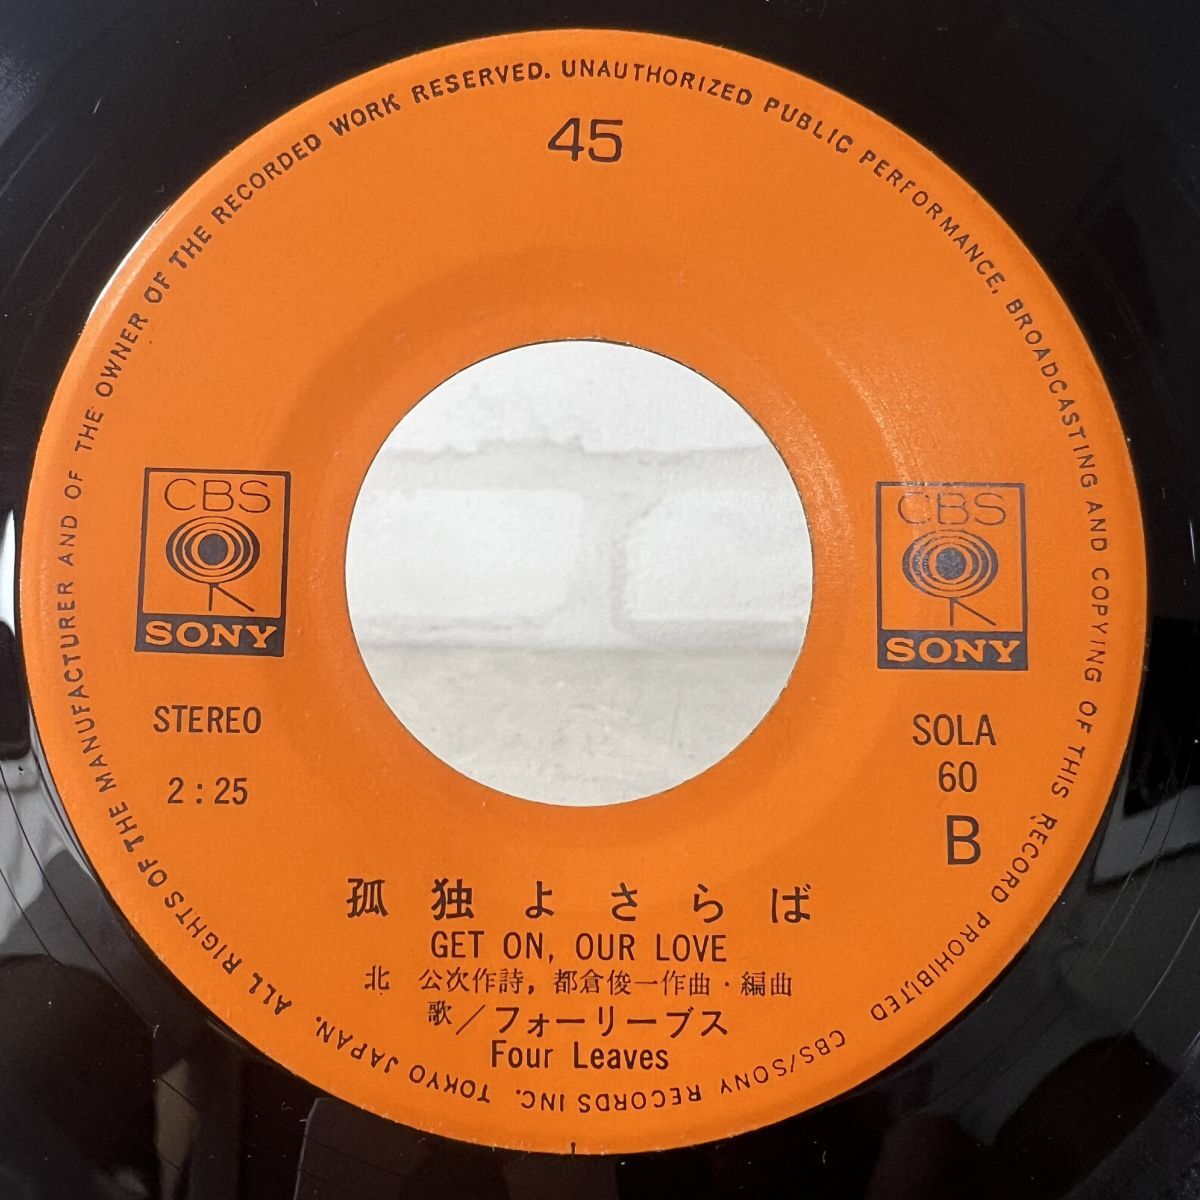 ALL RIGHTS OF THE MANUFACTURER AND OF THE OWNER OF THE RECORDED WORK RESERVED. UNAUTHORIZED PUBLIC PERFORMANCE, BROADCASTING AND COPYING OF THIS RECORD PROHIBITED
CBS/SONY RECORDS INC. TOKYO JAPAN.
45
CBS
SONY
CBS
SONY
STEREO
2:25
SOLA
60
B
孤独よさらば
GET ON, OUR LOVE
北 公次作詩, 都倉俊一作曲・編曲
歌／フォーリーブス
Four Leaves